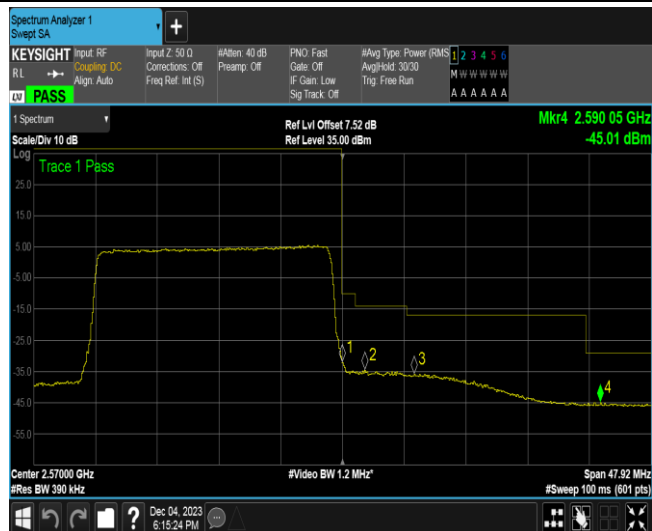 Spectrum Analyzer 1
Swept SA
+
KEYSIGHT Input: RF Input Z: 50 Ω #Atten: 40 dB PNO: Fast #Avg Type: Power (RMS 1 2 3 4 5 6
RL Coupling: DC Corrections: Off Preamp: Off Gate: Off Avg|Hold: 30/30 M W W W W W
Align: Auto Freq Ref: Int (S) IF Gain: Low Trig: Free Run
Sig Track: Off A A A A A A
LXI PASS
1 Spectrum Ref Lvl Offset 7.52 dB Mkr4 2.590 05 GHz
Scale/Div 10 dB Ref Level 35.00 dBm -45.01 dBm
Log
Trace 1 Pass
25.0
15.0
5.00
-5.00
-15.0
-25.0
1 2 3
-35.0
4
-45.0
-55.0
Center 2.57000 GHz #Video BW 1.2 MHz* Span 47.92 MHz
#Res BW 390 kHz #Sweep 100 ms (601 pts)
? Dec 04, 2023
6:15:24 PM